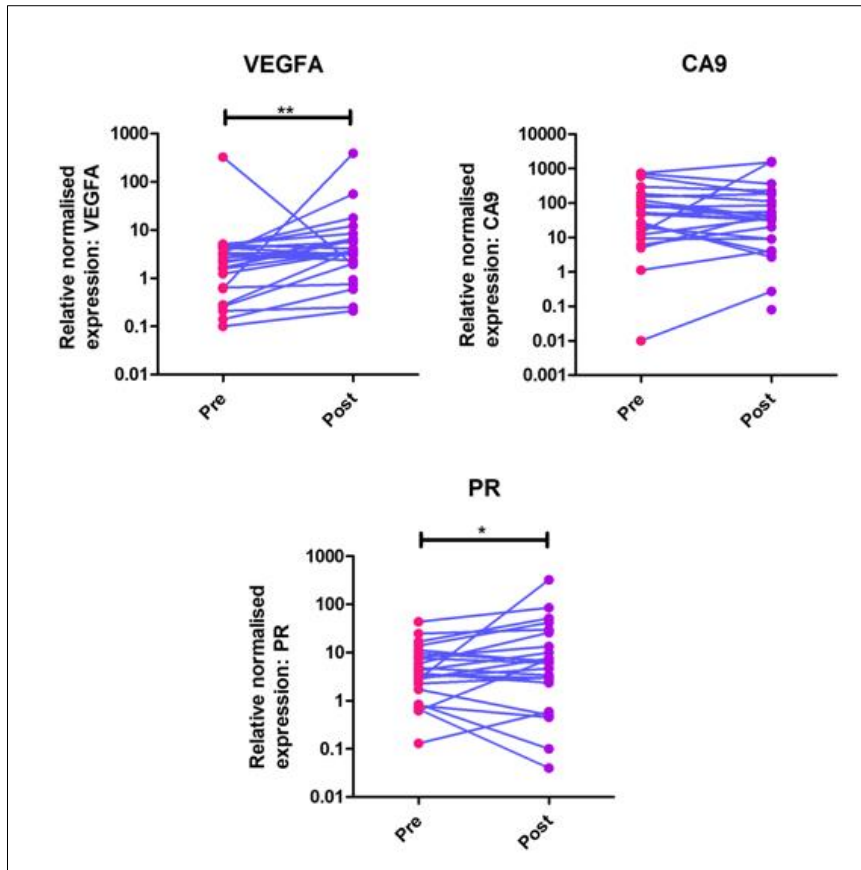 VEGFA
**
Relative normalised
expression: VEGFA
1000
100
10
1
0.1
0.01
Pre
Post
CA9
Relative normalised
expression: CA9
10000
1000
100
10
1
0.1
0.01
0.001
Pre
Post
PR
*
Relative normalised
expression: PR
1000
100
10
1
0.1
0.01
Pre
Post